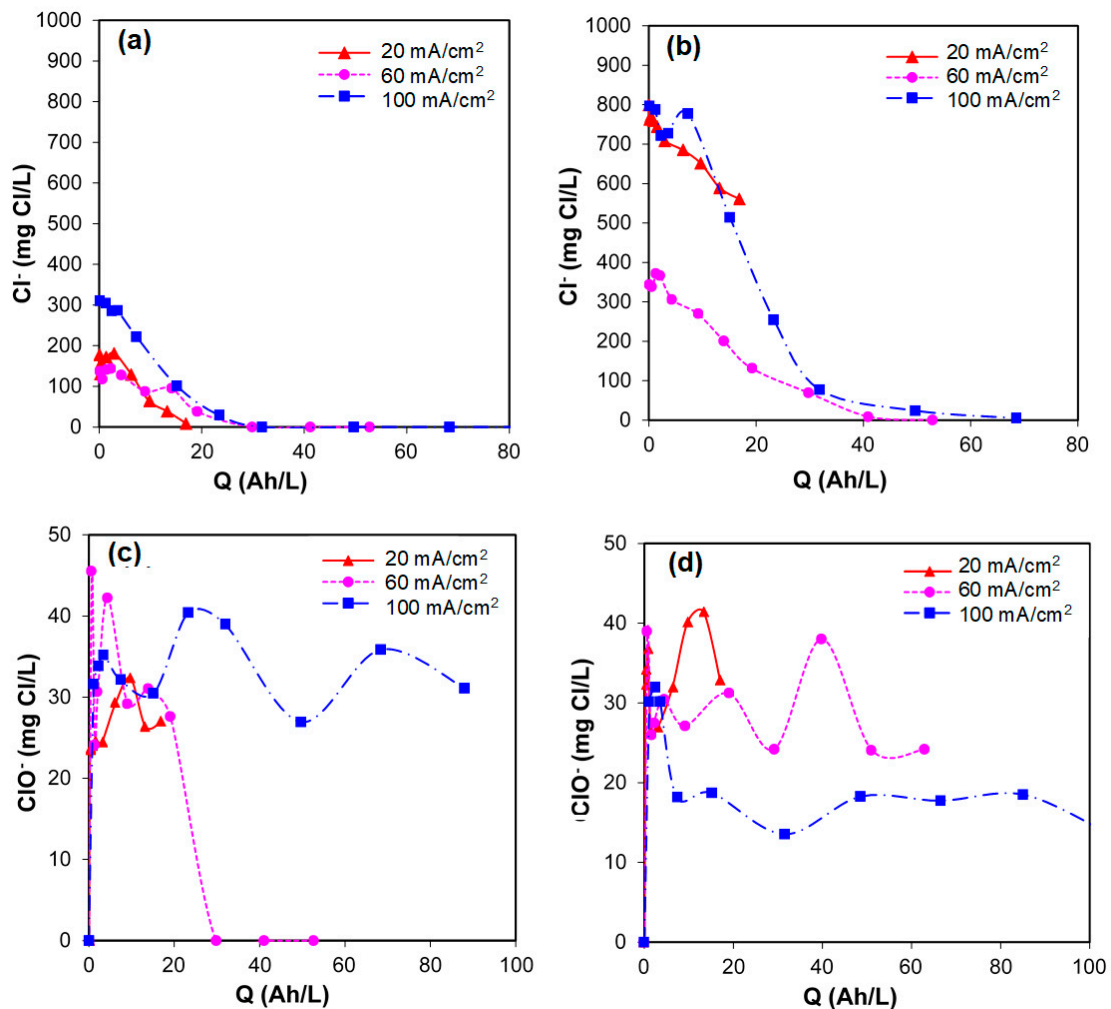 (a)
20 mA/cm²
60 mA/cm²
100 mA/cm²
1000
900
800
700
600
500
400
300
200
100
0
Cl⁻ (mg Cl/L)
0 20 40 60 80
Q (Ah/L)
(b)
20 mA/cm²
60 mA/cm²
100 mA/cm²
1000
900
800
700
600
500
400
300
200
100
0
Cl⁻ (mg Cl/L)
0 20 40 60 80
Q (Ah/L)
(c)
20 mA/cm²
60 mA/cm²
100 mA/cm²
50
40
30
20
10
0
ClO⁻ (mg Cl/L)
0 20 40 60 80 100
Q (Ah/L)
(d)
20 mA/cm²
60 mA/cm²
100 mA/cm²
50
40
30
20
10
0
ClO⁻ (mg Cl/L)
0 20 40 60 80 100
Q (Ah/L)